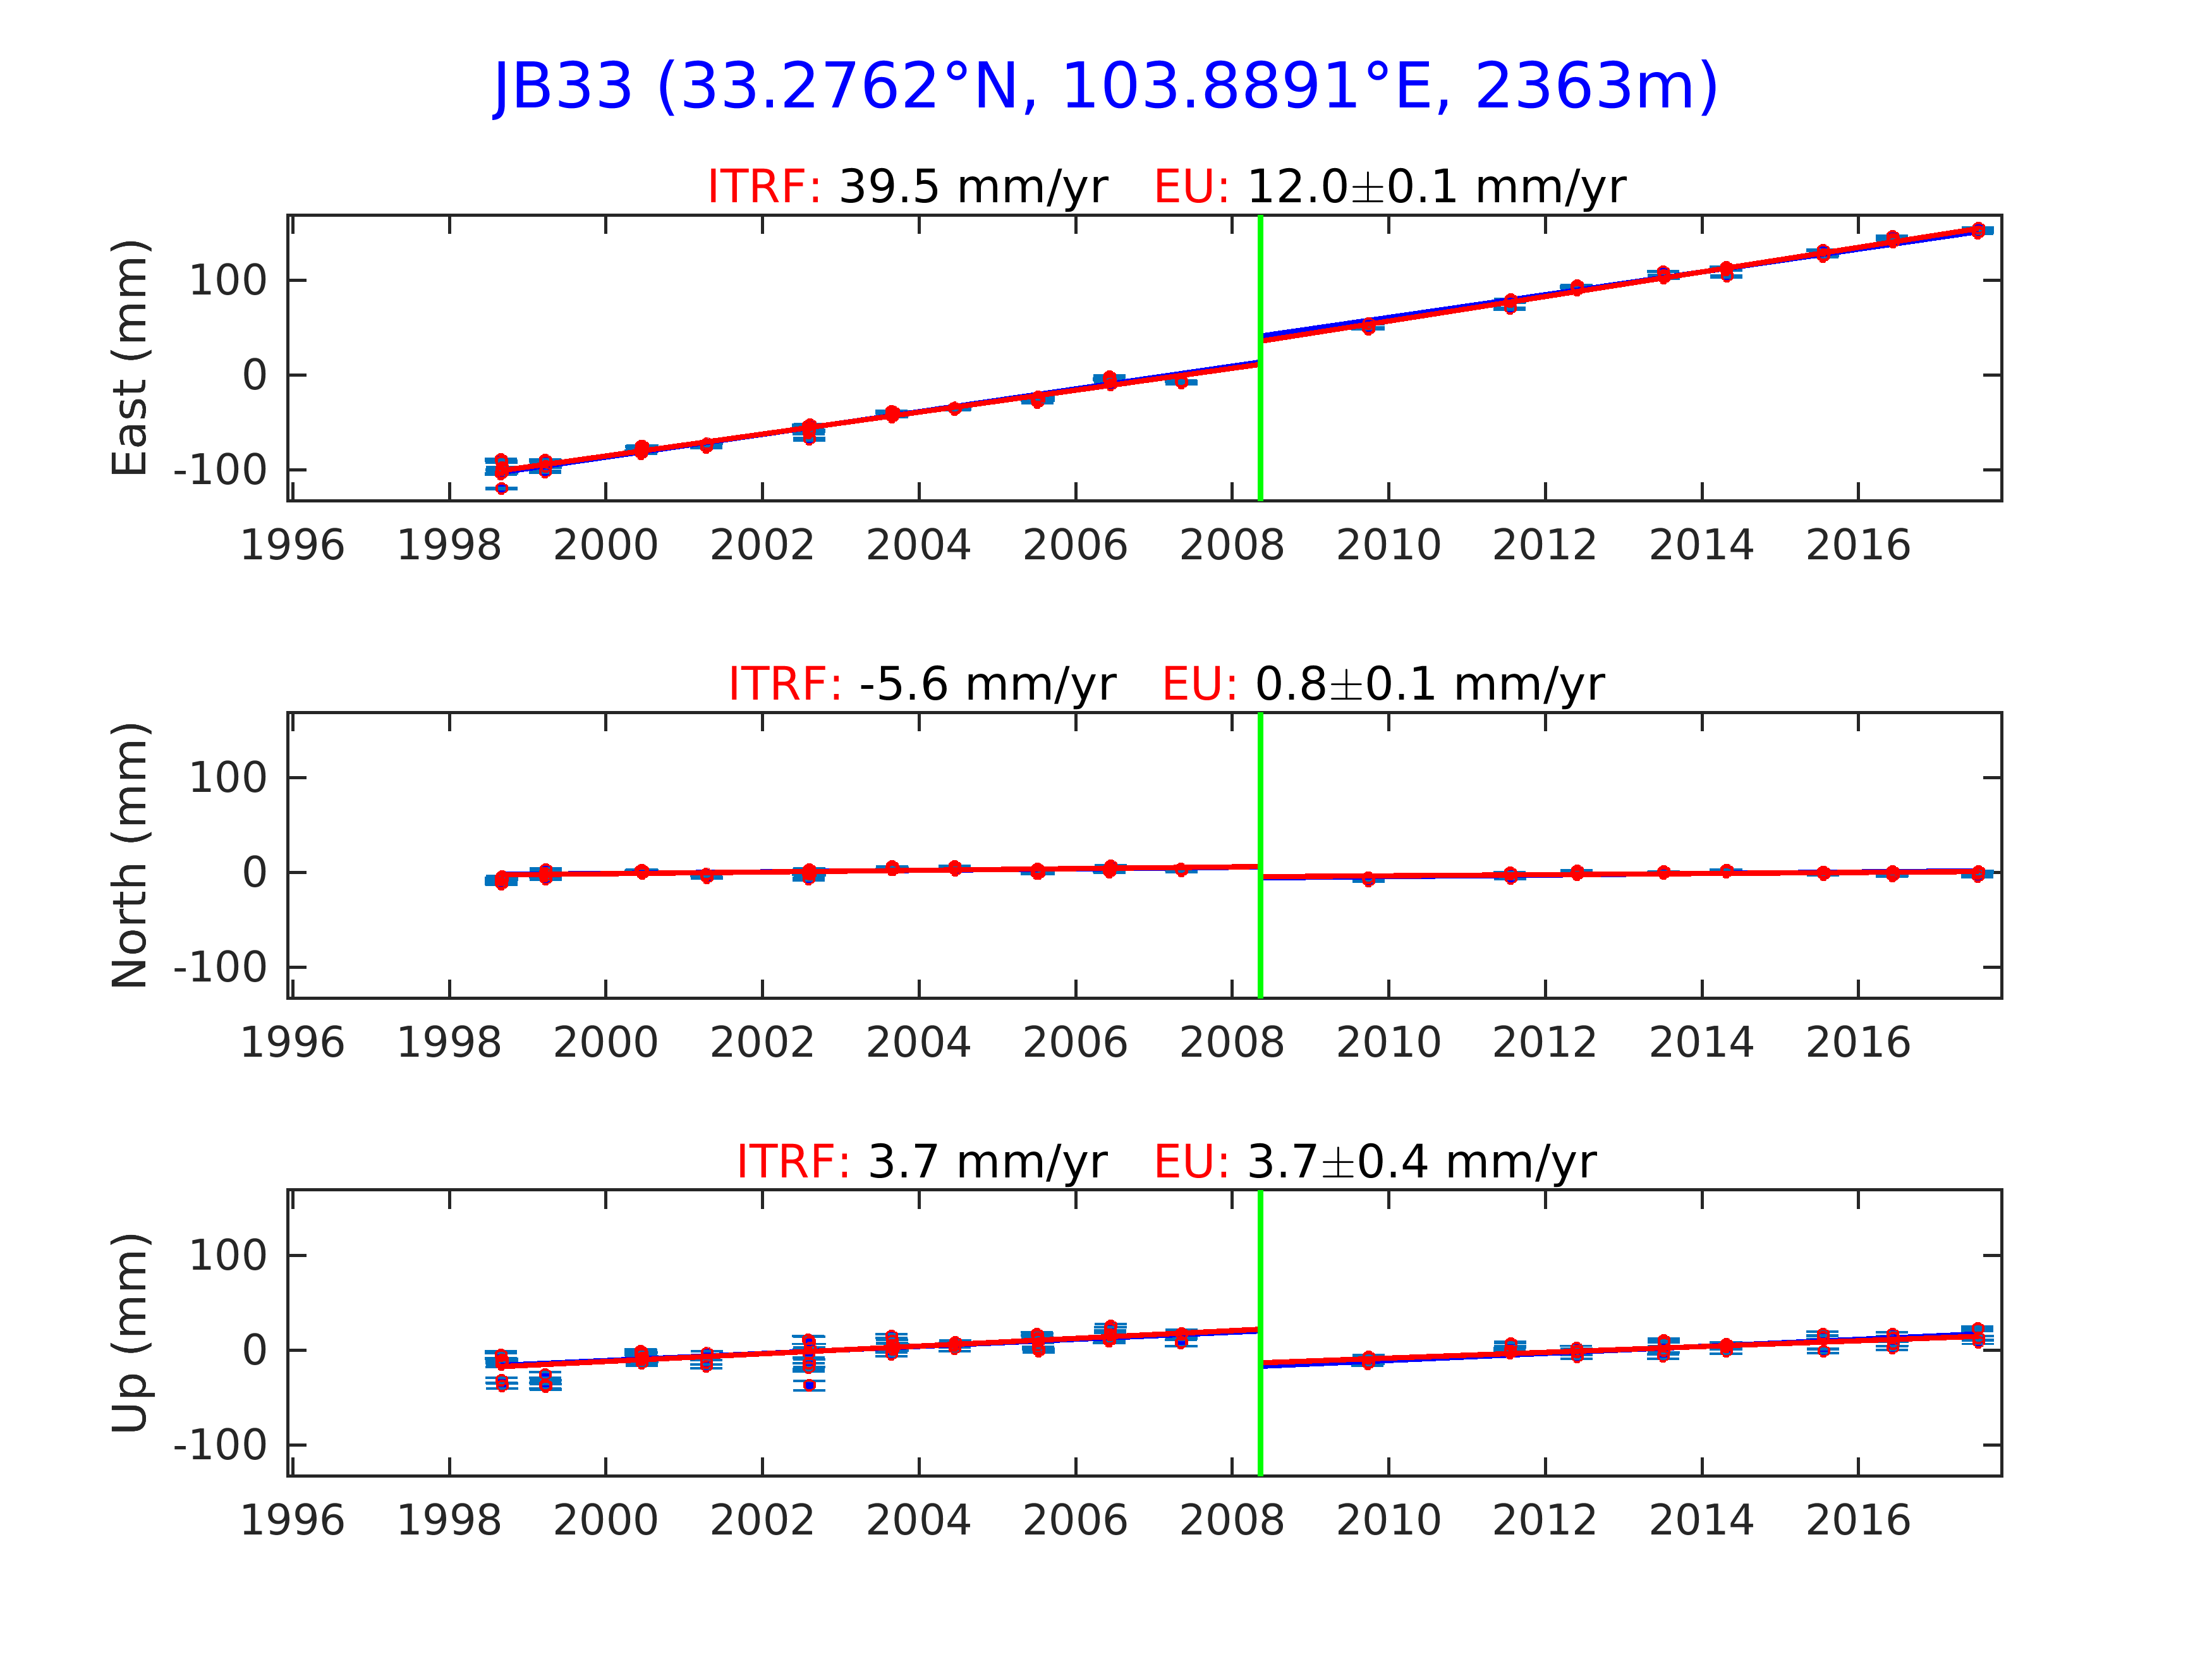 JB33 (33.2762°N, 103.8891°E, 2363m)
ITRF: 39.5 mm/yr EU: 12.0±0.1 mm/yr
East (mm)
100
0
-100
1996 1998 2000 2002 2004 2006 2008 2010 2012 2014 2016
ITRF: -5.6 mm/yr EU: 0.8±0.1 mm/yr
North (mm)
100
0
-100
1996 1998 2000 2002 2004 2006 2008 2010 2012 2014 2016
ITRF: 3.7 mm/yr EU: 3.7±0.4 mm/yr
Up (mm)
100
0
-100
1996 1998 2000 2002 2004 2006 2008 2010 2012 2014 2016